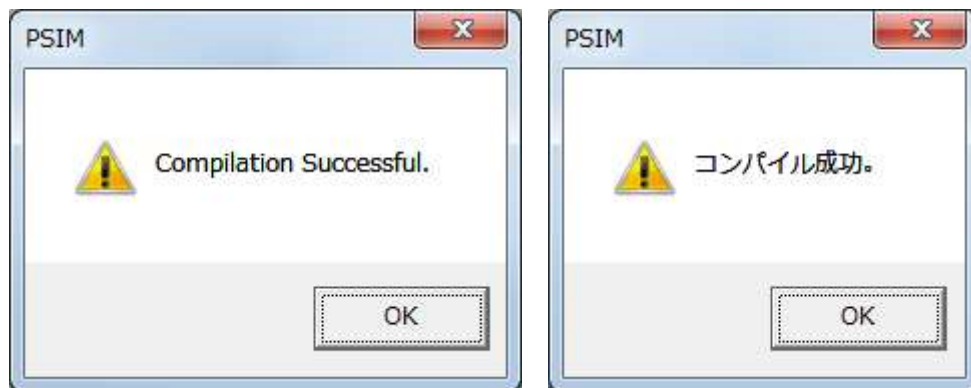 PSIM
Compilation Successful.
OK
PSIM
コンパイル成功。
OK